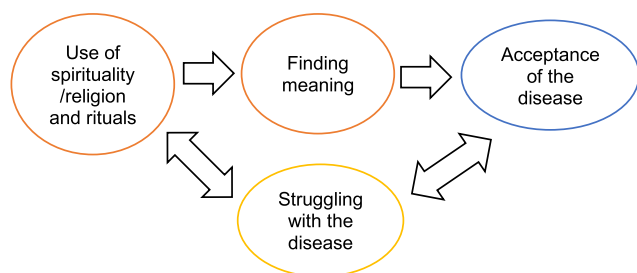 Use of
spirituality
/religion
and rituals
Finding
meaning
Acceptance
of the
disease
Struggling
with the
disease